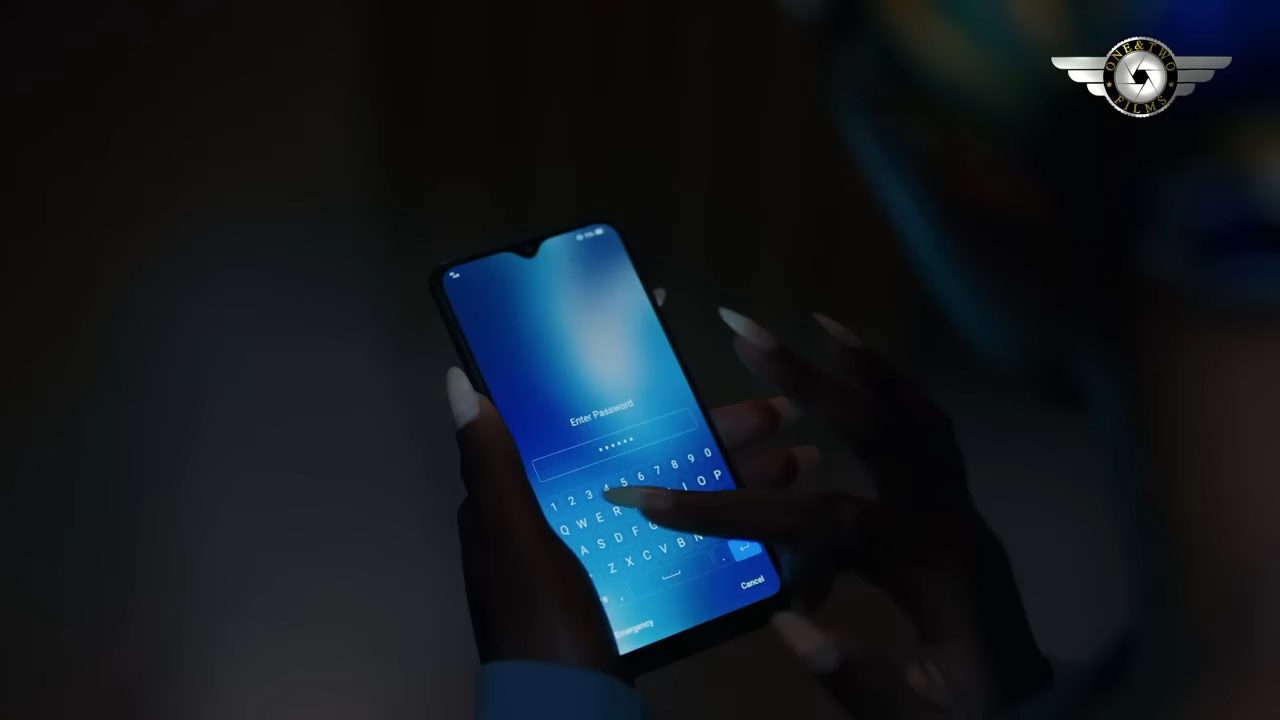 ONE&TWO
FILMS
Enter Password
••••••
1 2 3 4 5 6 7 8 9 0
Q W E R I O P
A S D F G
Z X C V B N
, .
Cancel
Emergency